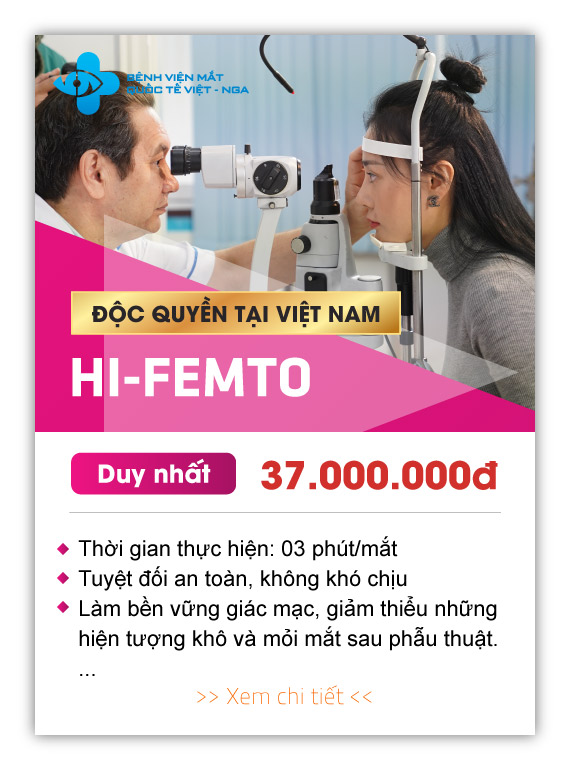 BỆNH VIỆN MẮT
QUỐC TẾ VIỆT - NGA
ĐỘC QUYỀN TẠI VIỆT NAM
HI-FEMTO
Duy nhất 37.000.000đ
Thời gian thực hiện: 03 phút/mắt
Tuyệt đối an toàn, không khó chịu
Làm bền vững giác mạc, giảm thiểu những
hiện tượng khô và mỏi mắt sau phẫu thuật.
...
>> Xem chi tiết <<